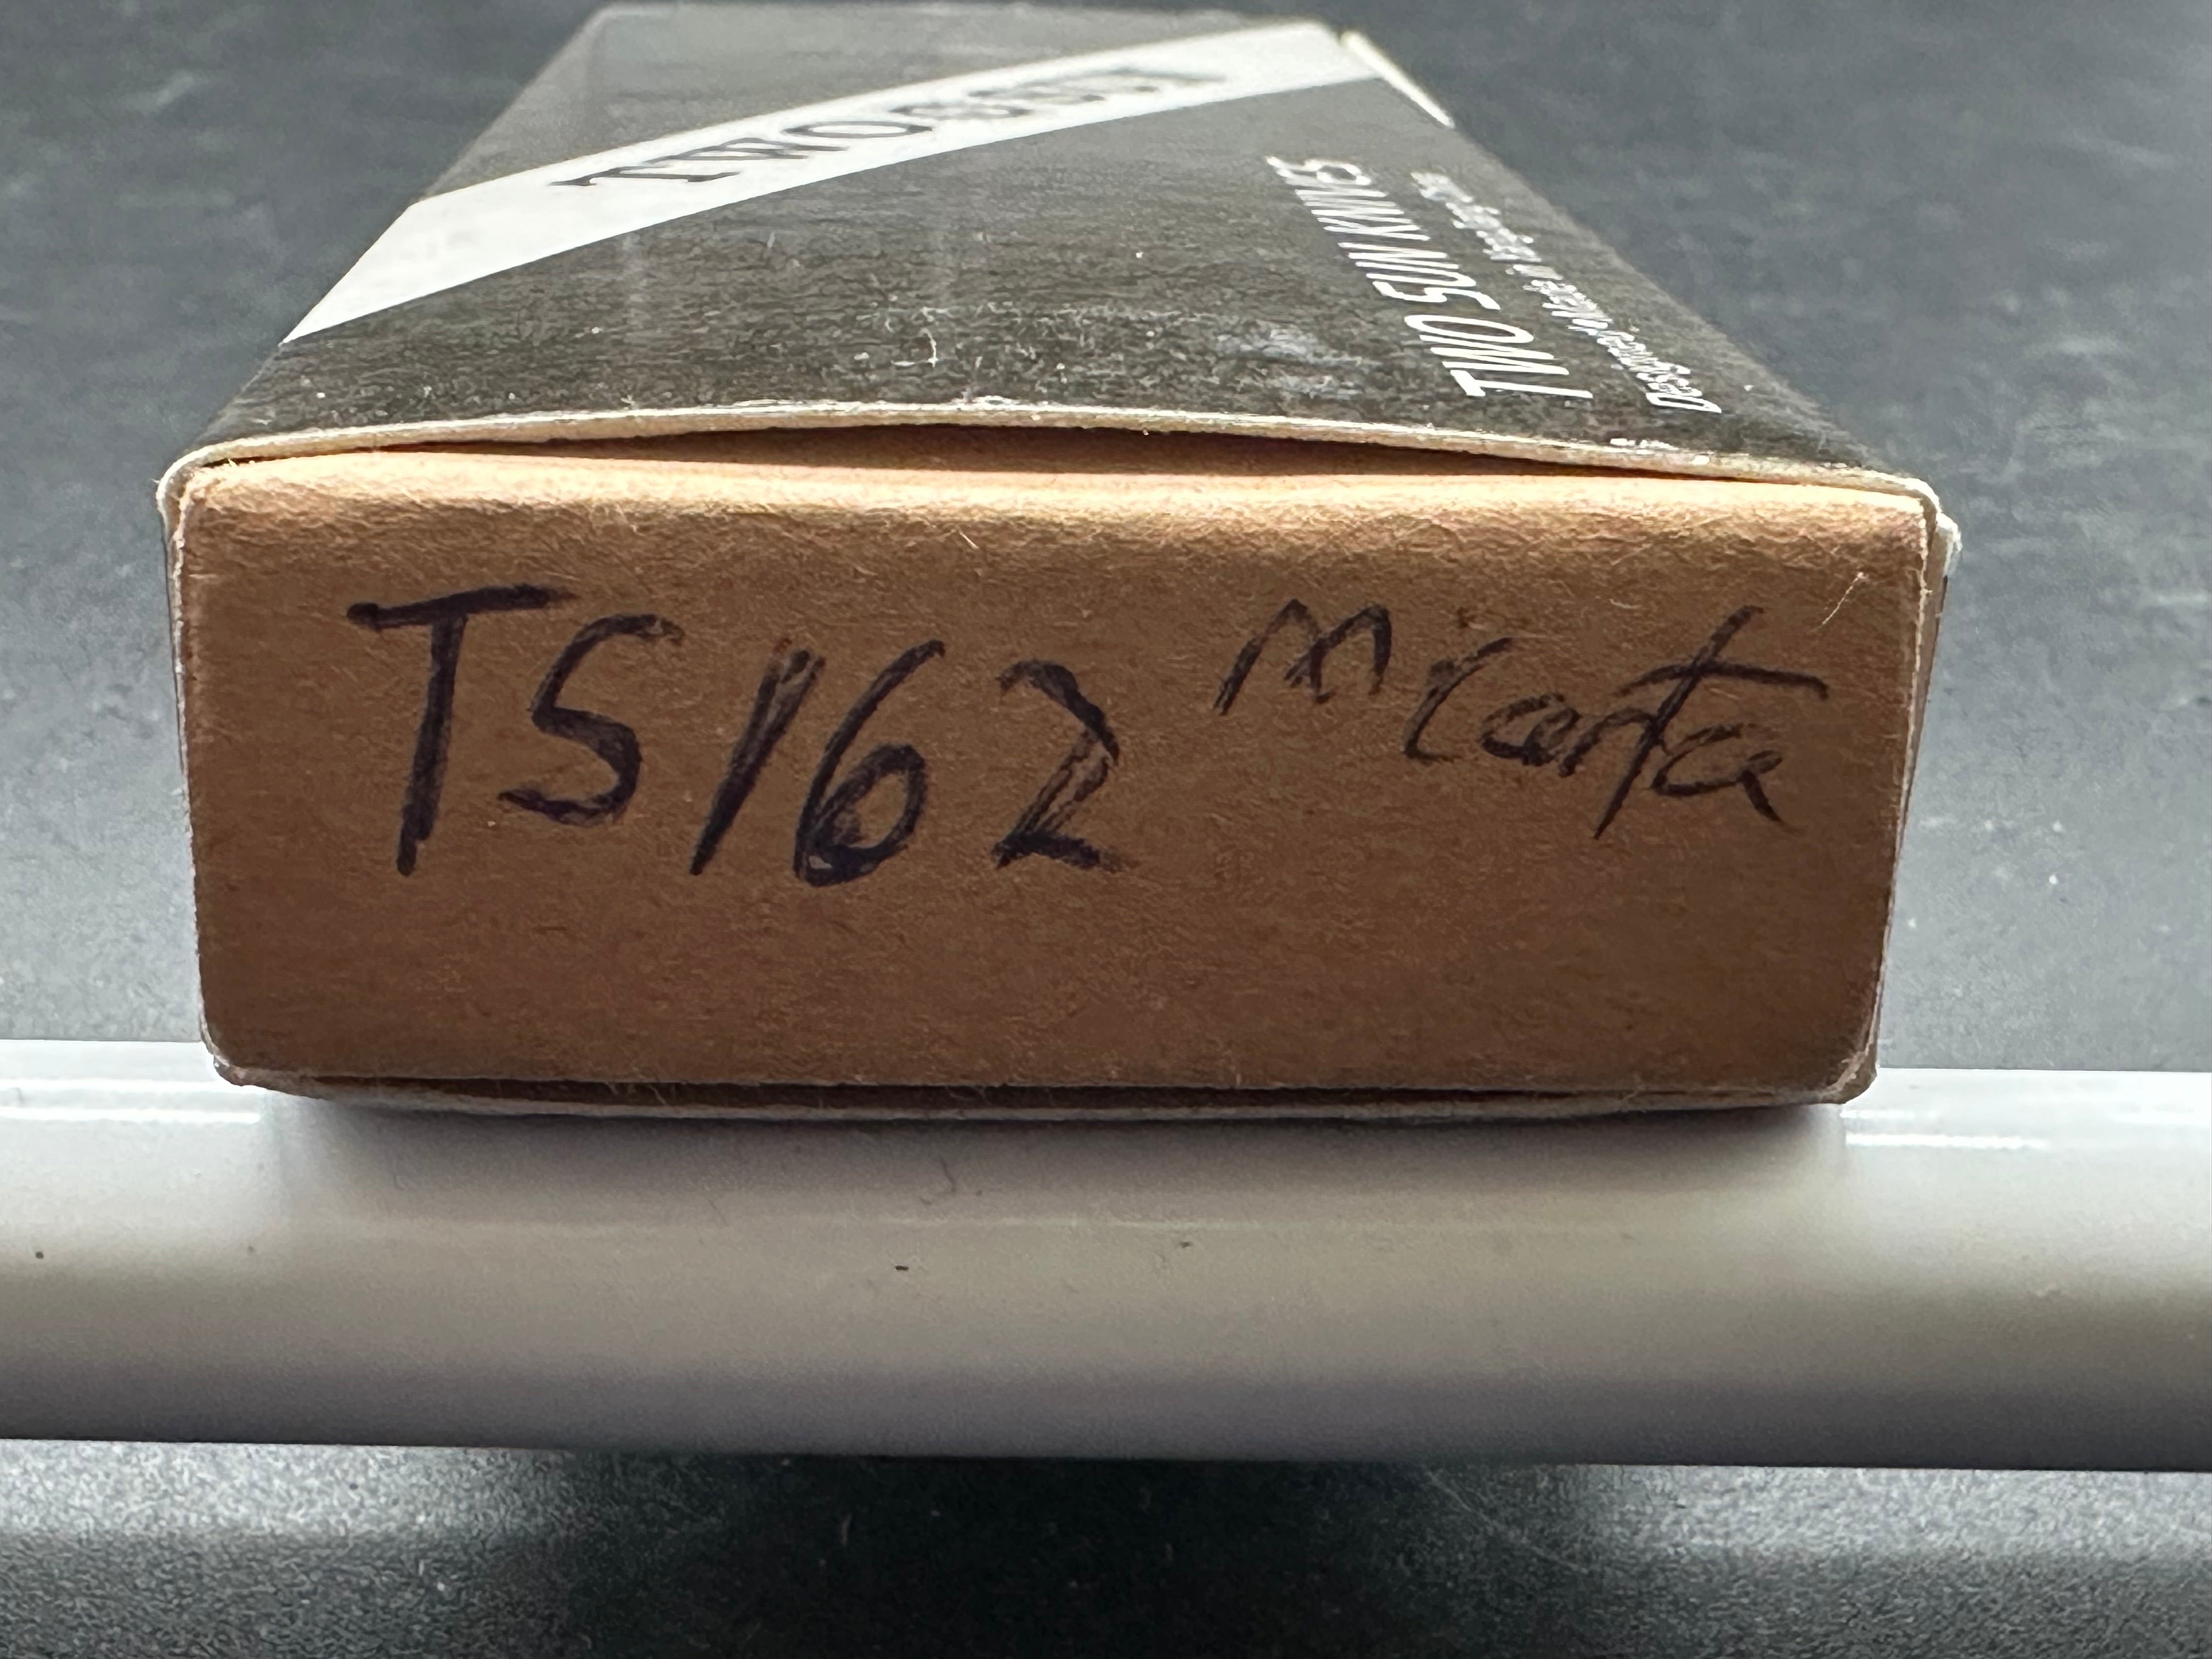 TWOSUN
TWO SUN KNIVES
TS162 Micarta